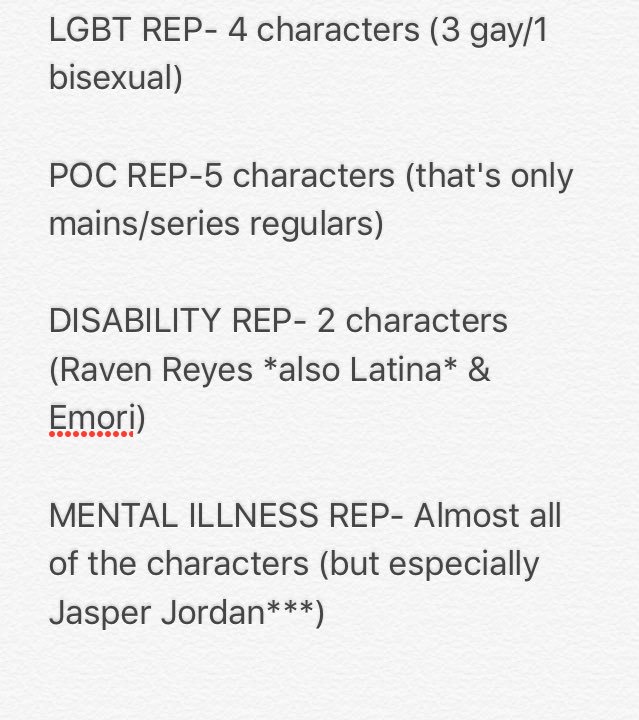 LGBT REP- 4 characters (3 gay/1
bisexual)
POC REP-5 characters (that's only
mains/series regulars)
DISABILITY REP- 2 characters
(Raven Reyes *also Latina* &
Emori)
MENTAL ILLNESS REP- Almost all
of the characters (but especially
Jasper Jordan***)